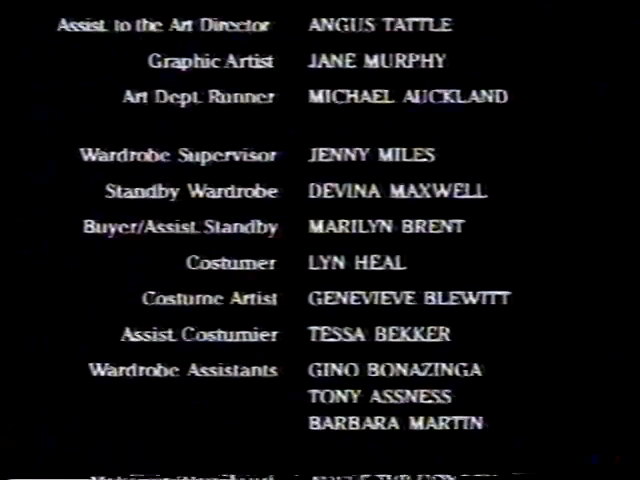 Assist. to the Art Director ANGUS TATTLE
Graphic Artist JANE MURPHY
Art Dept. Runner MICHAEL AUCKLAND
Wardrobe Supervisor JENNY MILES
Standby Wardrobe DEVINA MAXWELL
Buyer/Assist. Standby MARILYN BRENT
Costumer LYN HEAL
Costume Artist GENEVIEVE BLEWITT
Assist. Costumier TESSA BEKKER
Wardrobe Assistants GINO BONAZINGA
TONY ASSNESS
BARBARA MARTIN